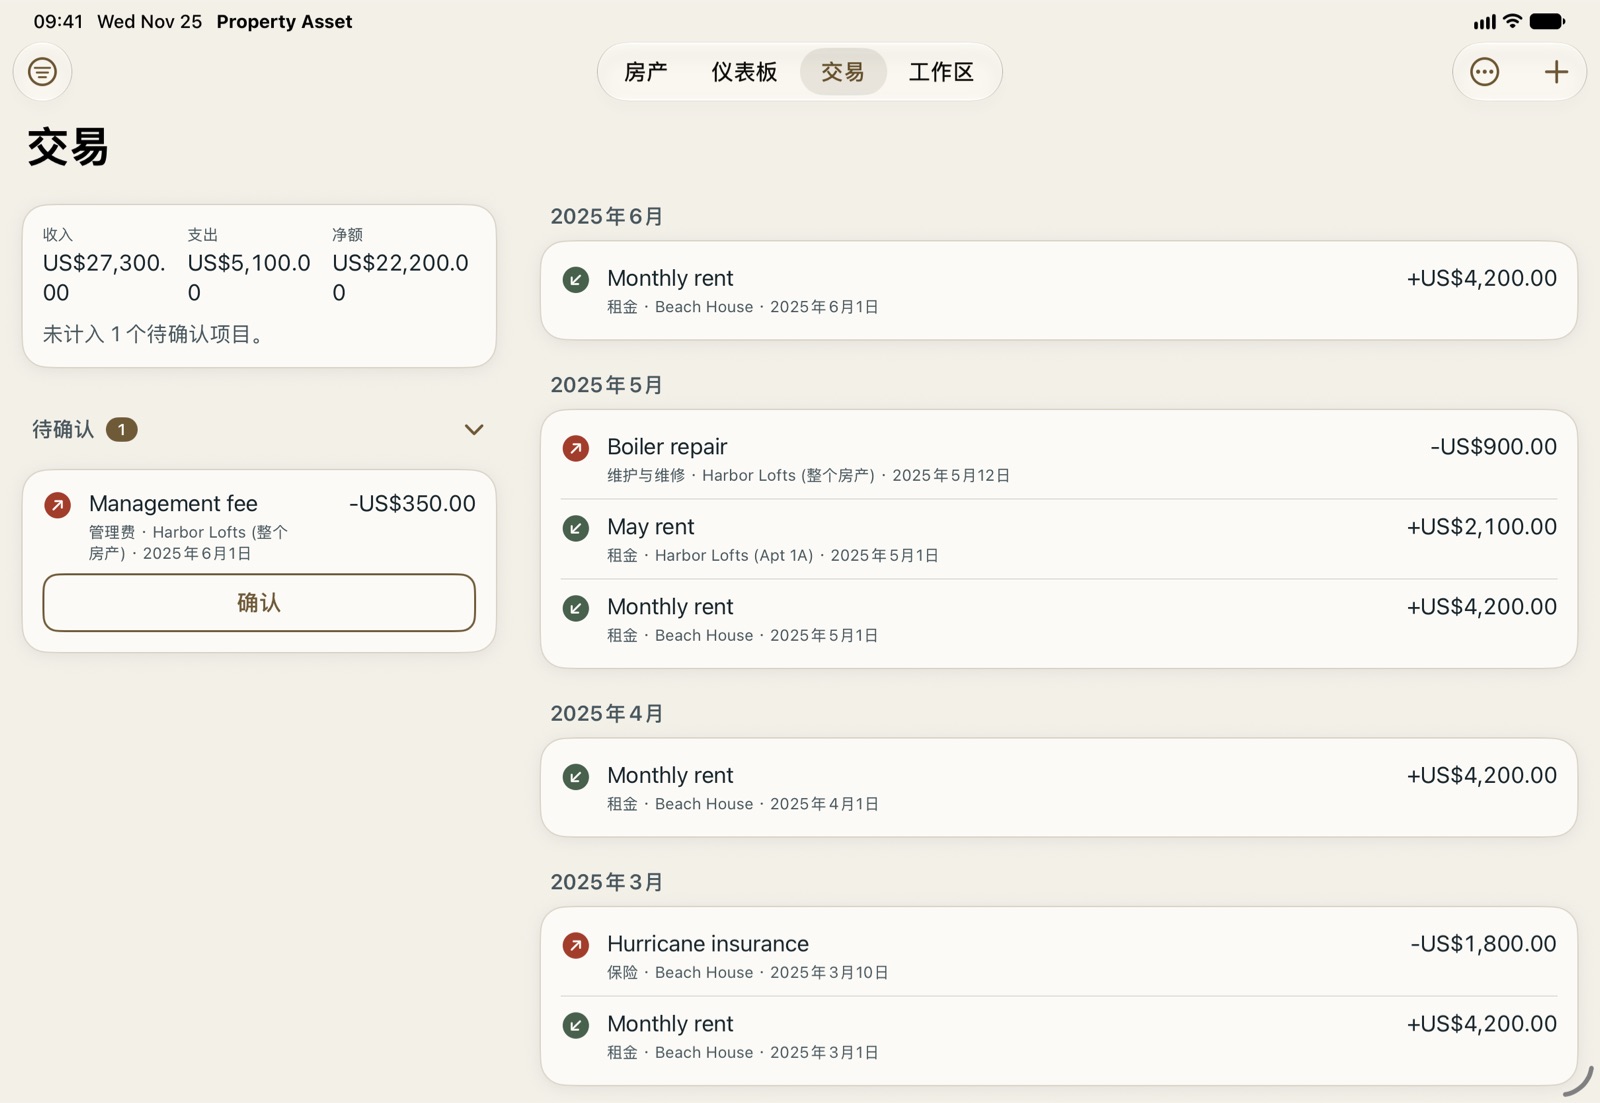 09:41 Wed Nov 25 Property Asset
房产 仪表板 交易 工作区
交易
收入 支出 净额
US$27,300. US$5,100.0 US$22,200.0
00 0 0
未计入 1 个待确认项目。
待确认 1
Management fee -US$350.00
管理费 · Harbor Lofts (整个
房产) · 2025年6月1日
确认
2025年6月
Monthly rent +US$4,200.00
租金 · Beach House · 2025年6月1日
2025年5月
Boiler repair -US$900.00
维护与维修 · Harbor Lofts (整个房产) · 2025年5月12日
May rent +US$2,100.00
租金 · Harbor Lofts (Apt 1A) · 2025年5月1日
Monthly rent +US$4,200.00
租金 · Beach House · 2025年5月1日
2025年4月
Monthly rent +US$4,200.00
租金 · Beach House · 2025年4月1日
2025年3月
Hurricane insurance -US$1,800.00
保险 · Beach House · 2025年3月10日
Monthly rent +US$4,200.00
租金 · Beach House · 2025年3月1日